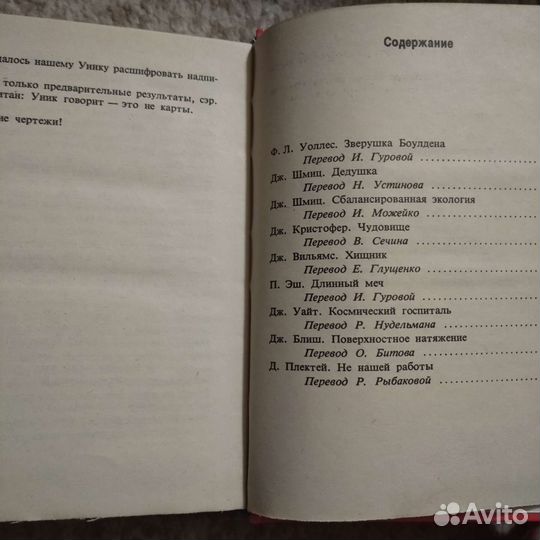 алось нашему Унику расшифровать надпи-
только предварительные результаты, сэр.
итан: Уник говорит — это не карты.
ие чертежи!
Содержание
Ф. Л. Уоллес. Зверушка Боулдена
Перевод И. Гуровой
Дж. Шмиц. Дедушка
Перевод Н. Устинова
Дж. Шмиц. Сбалансированная экология
Перевод И. Можейко
Дж. Кристофер. Чудовище
Перевод В. Сечина
Дж. Вильямс. Хищник
Перевод Е. Глущенко
П. Эш. Длинный меч
Перевод И. Гуровой
Дж. Уайт. Космический госпиталь
Перевод Р. Нудельмана
Дж. Блиш. Поверхностное натяжение
Перевод О. Битова
Д. Плектей. Не нашей работы
Перевод Р. Рыбаковой
Avito